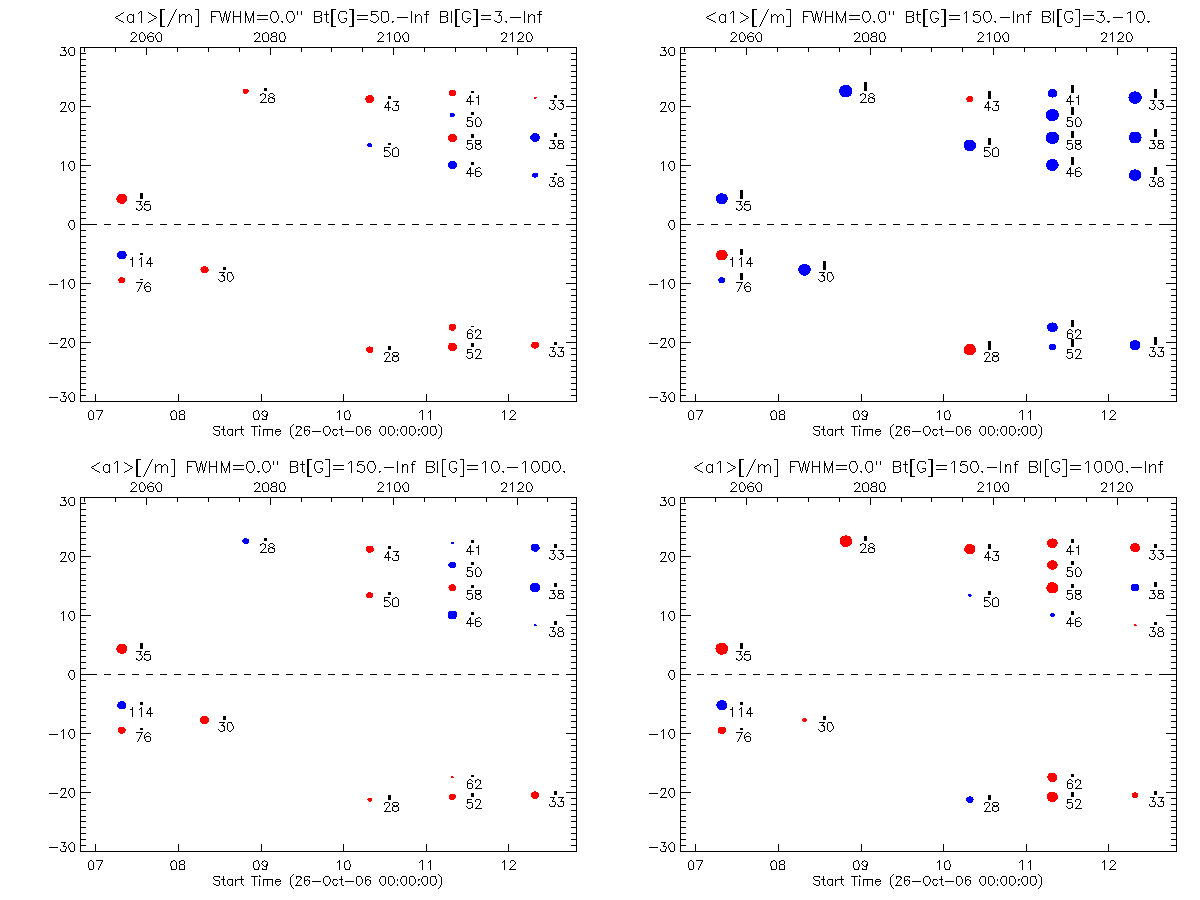 <a1>[/m] FWHM=0.0" Bt[G]=50.-Inf Bl[G]=3.-Inf
2060 2080 2100 2120
30
28 43 41 33
20
50 50 38
58
10
46 38
35
0
114
76 30
-10
62
-20
28 52 33
-30
07 08 09 10 11 12
Start Time (26-Oct-06 00:00:00)
<a1>[/m] FWHM=0.0" Bt[G]=150.-Inf Bl[G]=3.-10.
2060 2080 2100 2120
30
28 43 41 33
20
50 50 38
58
10
46 38
35
0
114
76 30
-10
62
-20
28 52 33
-30
07 08 09 10 11 12
Start Time (26-Oct-06 00:00:00)
<a1>[/m] FWHM=0.0" Bt[G]=150.-Inf Bl[G]=10.-1000.
2060 2080 2100 2120
30
28 43 41 33
20
50 50 38
58
10
46 38
35
0
114
76 30
-10
62
-20
28 52 33
-30
07 08 09 10 11 12
Start Time (26-Oct-06 00:00:00)
<a1>[/m] FWHM=0.0" Bt[G]=150.-Inf Bl[G]=1000.-Inf
2060 2080 2100 2120
30
28 43 41 33
20
50 50 38
58
10
46 38
35
0
114
76 30
-10
62
-20
28 52 33
-30
07 08 09 10 11 12
Start Time (26-Oct-06 00:00:00)